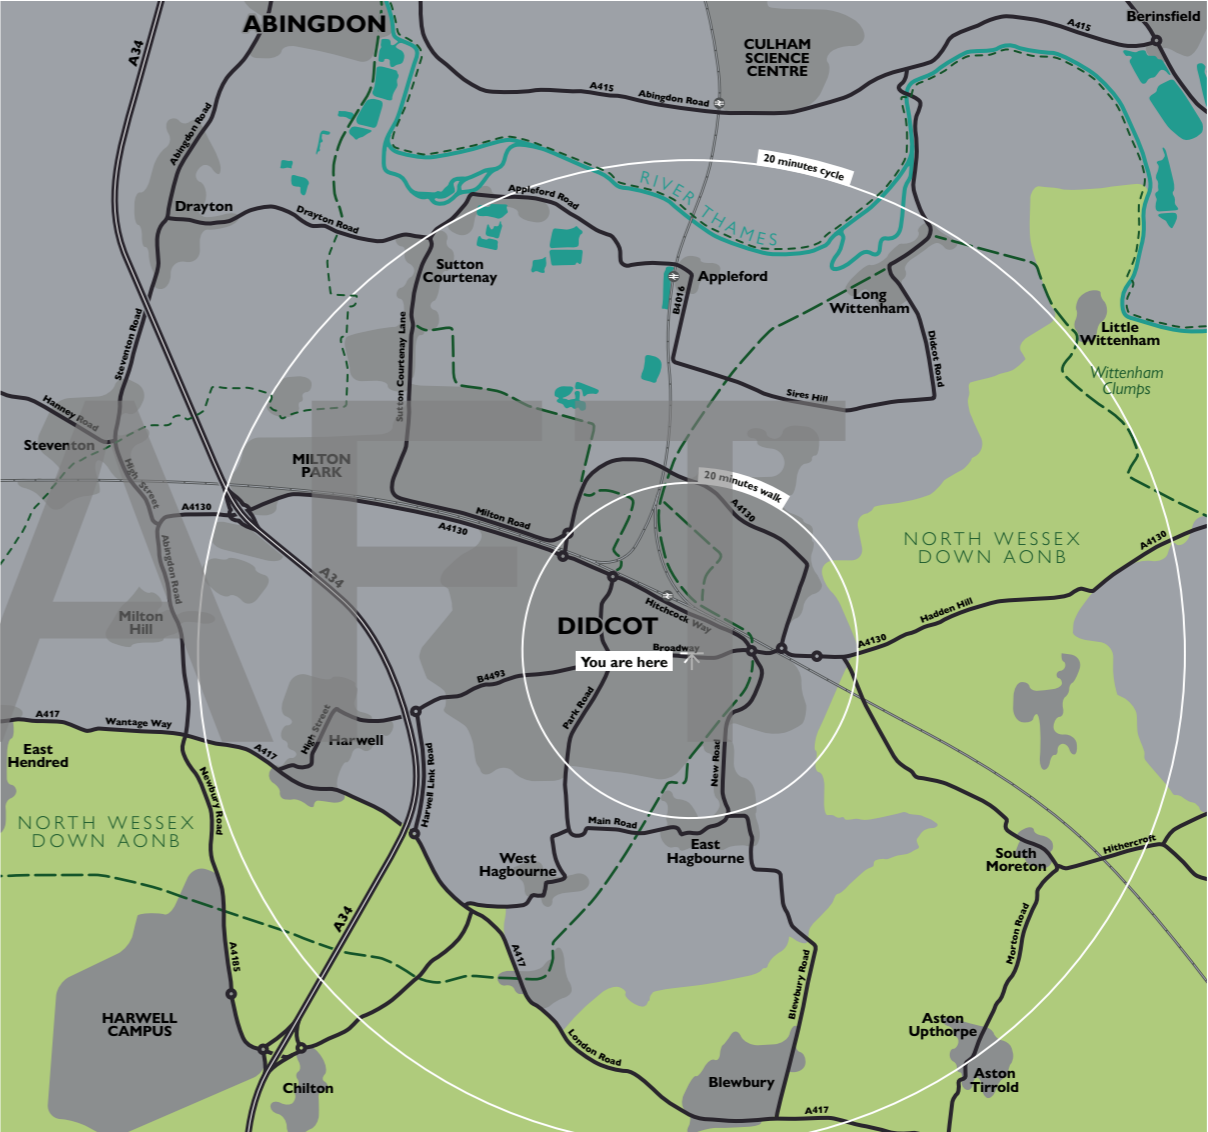 ABINGDON
A34
CULHAM
SCIENCE
CENTRE
A415
Berinsfield
A415
Abingdon Road
Abingdon Road
20 minutes cycle
RIVER THAMES
Drayton
Drayton Road
Appleford Road
Sutton
Courtenay
Appleford
B4016
Long
Wittenham
Didcot Road
Little
Wittenham
Wittenham
Clumps
Steventon Road
Sutton Courtenay Lane
Sires Hill
Hanney Road
Steventon
High Street
MILTON
PARK
20 minutes walk
A4130
A4130
Milton Road
A4130
A4130
NORTH WESSEX
DOWN AONB
Abingdon Road
A34
Milton
Hill
Hitchcock Way
Hadden Hill
A4130
DIDCOT
Broadway
You are here
B4493
Park Road
A417
Wantage Way
A417
High Street
Harwell
East
Hendred
Newbury Road
Harwell Link Road
New Road
NORTH WESSEX
DOWN AONB
Main Road
West
Hagbourne
East
Hagbourne
South
Moreton
Hithercroft
A34
A4185
A417
Blewbury Road
Morton Road
HARWELL
CAMPUS
London Road
Aston
Upthorpe
Aston
Tirrold
Chilton
Blewbury
A417
AFT